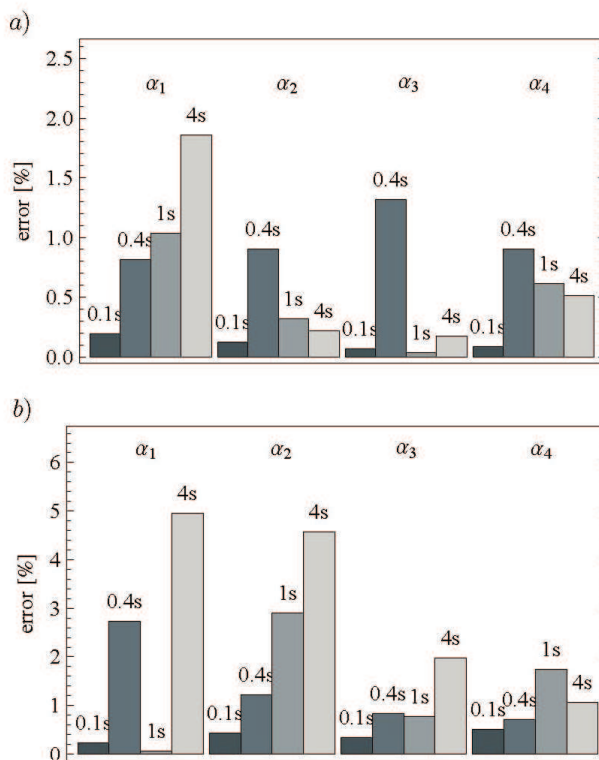 a)
2.5
α1 α2 α3 α4
4s
2.0
0.4s
1.5
1s
0.4s 0.4s
1.0
0.4s
1s
0.5
0.1s 0.1s 1s 4s 0.1s 1s 4s 0.1s 4s
0.0
error [%]
b)
α1 α2 α3 α4
6
4s
5
4s
4
0.4s
3
1s
4s
2
0.4s 1s
1
0.1s 1s 0.1s 0.1s 0.4s 1s 0.1s 0.4s 4s
0
error [%]